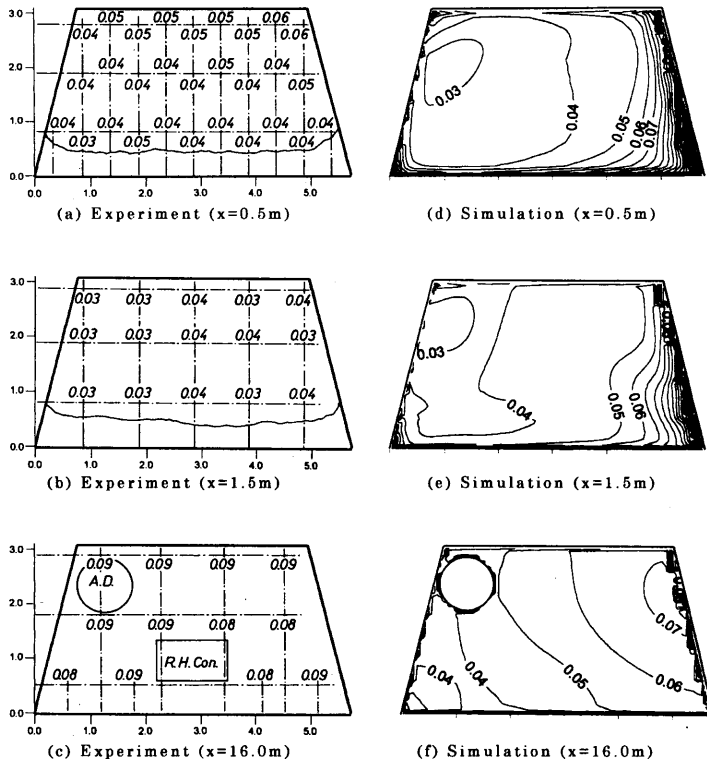 3.0
0.05 0.05 0.05 0.06
0.04 0.05 0.05 0.05 0.06
2.0
0.04 0.04 0.05 0.04
0.04 0.04 0.04 0.04 0.05
1.0
0.04 0.04 0.04 0.04 0.04 0.04
0.03 0.05 0.04 0.04 0.04
0.0
0.0 1.0 2.0 3.0 4.0 5.0
(a) Experiment (x=0.5m)
0.03 0.04 0.05 0.06 0.07
(d) Simulation (x=0.5m)
3.0
0.03 0.03 0.04 0.03 0.04
2.0
0.03 0.03 0.04 0.03 0.03
1.0
0.03 0.03 0.04 0.03 0.04
0.0
0.0 1.0 2.0 3.0 4.0 5.0
(b) Experiment (x=1.5m)
0.03 0.04 0.05 0.06
(e) Simulation (x=1.5m)
3.0
0.09 0.09 0.09 0.09
A.D.
2.0
0.09 0.09 0.08 0.08
1.0
R.H.Con.
0.08 0.09 0.08 0.09
0.0
0.0 1.0 2.0 3.0 4.0 5.0
(c) Experiment (x=16.0m)
0.04 0.04 0.05 0.06 0.07
(f) Simulation (x=16.0m)